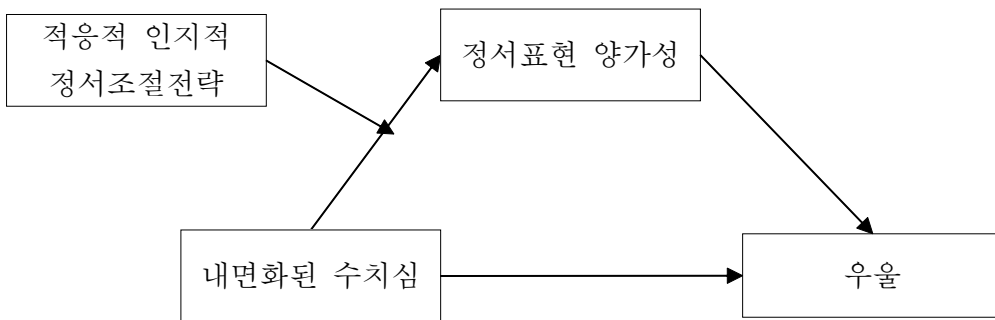 적응적 인지적
정서조절전략
정서표현 양가성
내면화된 수치심
우울